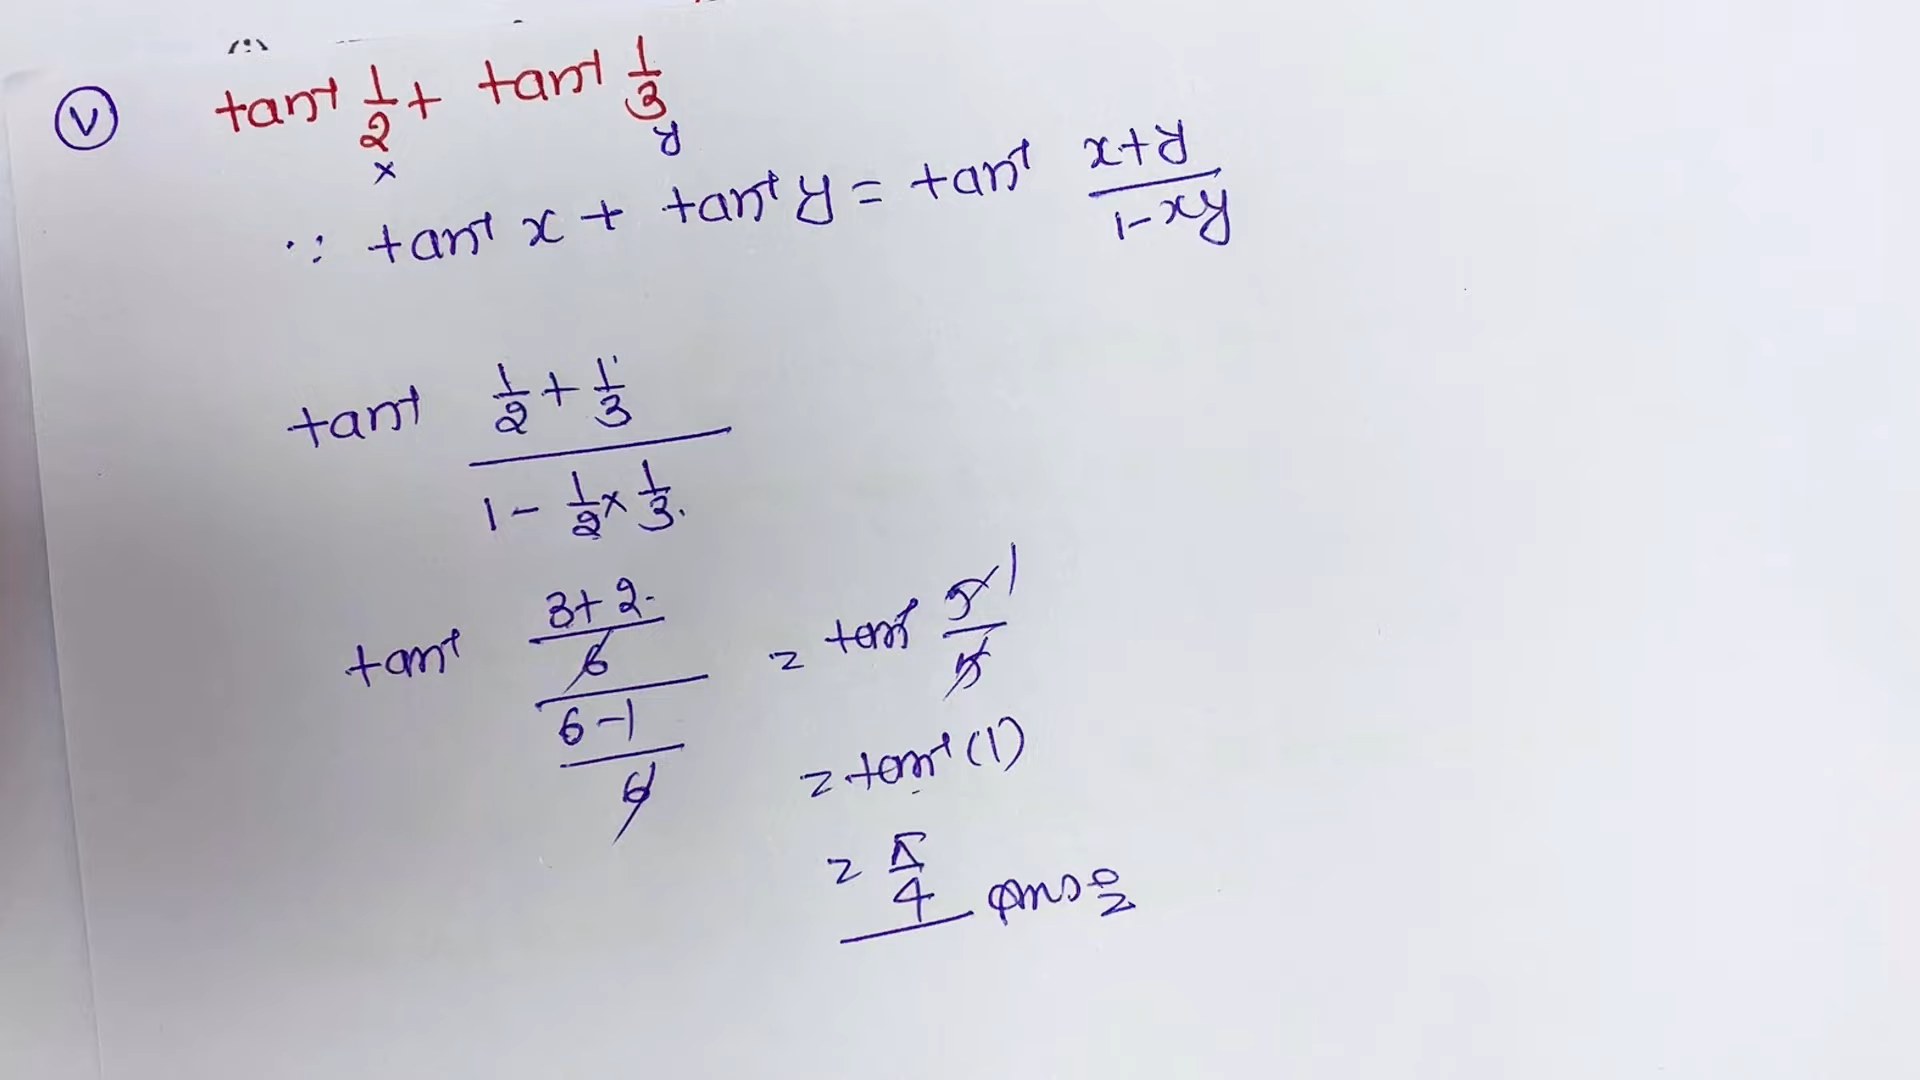 (v) tan⁻¹ 1/2 + tan⁻¹ 1/3
x y
∵ tan⁻¹ x + tan⁻¹ y = tan⁻¹ (x+y)/(1-xy)
tan⁻¹ (1/2 + 1/3)/(1 - 1/2 × 1/3)
tan⁻¹ ((3+2)/6)/((6-1)/6) = tan⁻¹ 5/5 1
= tan⁻¹ (1)
= π/4 ans